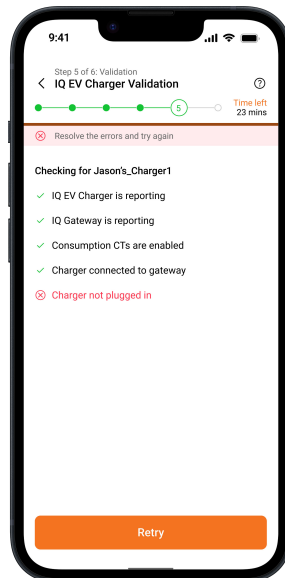 9:41
Step 5 of 6: Validation
IQ EV Charger Validation
5
Time left
23 mins
Resolve the errors and try again
Checking for Jason's_Charger1
IQ EV Charger is reporting
IQ Gateway is reporting
Consumption CTs are enabled
Charger connected to gateway
Charger not plugged in
Retry